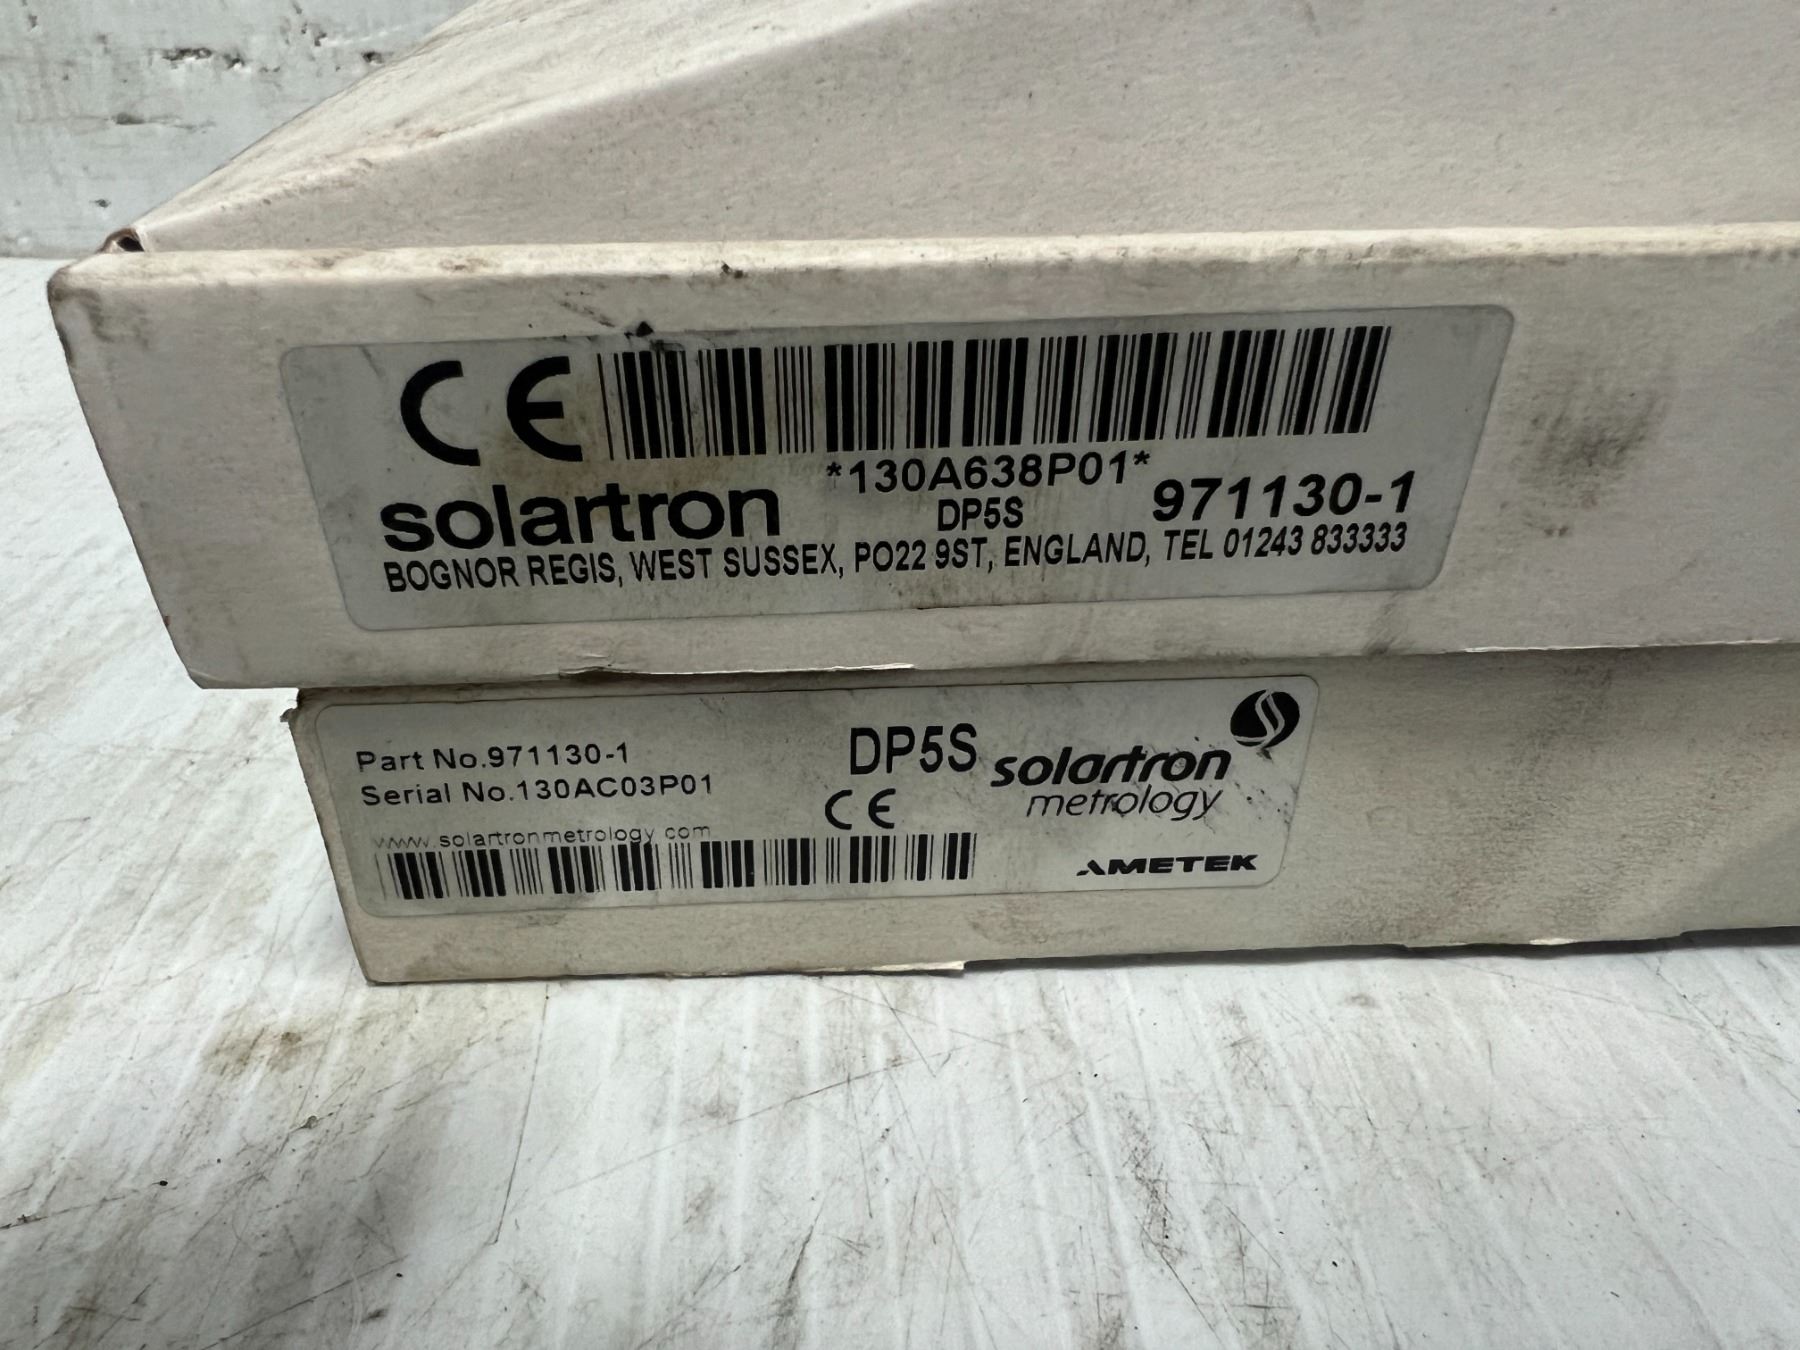 CE
*130A638P01*
solartron DP5S 971130-1
BOGNOR REGIS, WEST SUSSEX, PO22 9ST, ENGLAND, TEL 01243 833333
Part No.971130-1
Serial No.130AC03P01
DP5S
CE
solartron
metrology
www.solartronmetrology.com
AMETEK